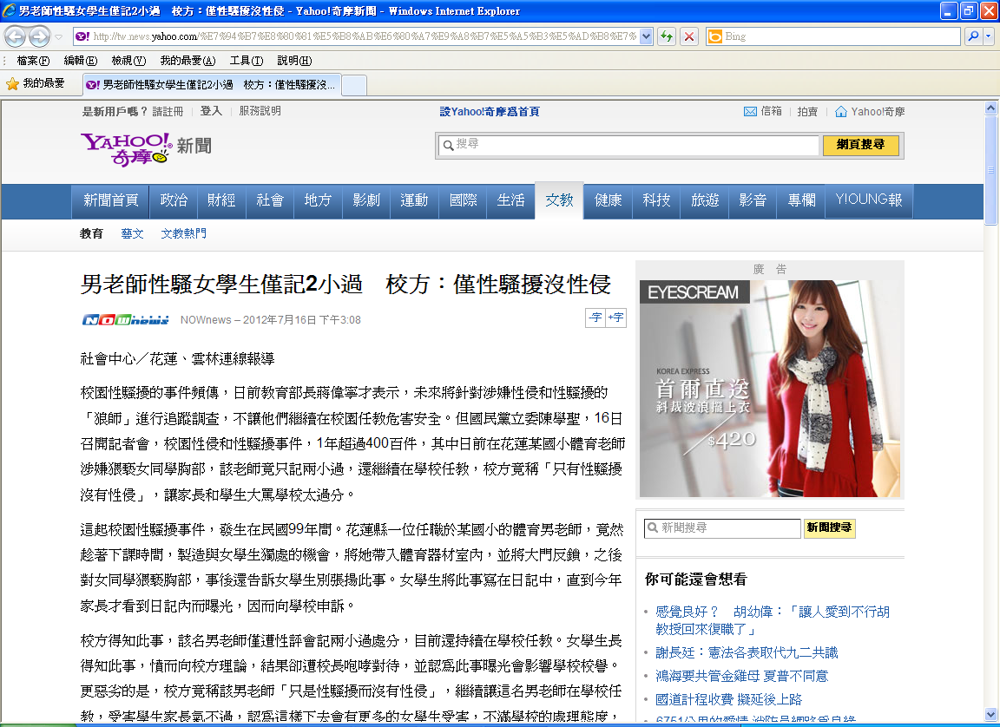 男老師性騷女學生僅記2小過　校方：僅性騷擾沒性侵 - Yahoo!奇摩新聞 - Windows Internet Explorer
http://tw.news.yahoo.com/%E7%94%B7%E8%80%81%E5%B8%AB%E6%80%A7%E9%A8%B7%E5%A5%B3%E5%AD%B8%E7%
Bing
檔案(F) 編輯(E) 檢視(V) 我的最愛(A) 工具(T) 說明(H)
我的最愛 男老師性騷女學生僅記2小過　校方：僅性騷擾沒...
是新用戶嗎？請註冊 登入 服務說明 設Yahoo!奇摩為首頁 信箱 拍賣 Yahoo!奇摩
YAHOO! 奇摩 新聞 搜尋 網頁搜尋
新聞首頁 政治 財經 社會 地方 影劇 運動 國際 生活 文教 健康 科技 旅遊 影音 專欄 Y!OUNG報
教育 藝文 文教熱門
男老師性騷女學生僅記2小過　校方：僅性騷擾沒性侵
NOWnews NOWnews – 2012年7月16日 下午3:08
-字 +字
社會中心／花蓮、雲林連線報導
校園性騷擾的事件頻傳，日前教育部長蔣偉寧才表示，未來將針對涉嫌性侵和性騷擾的
「狼師」進行追蹤調查，不讓他們繼續在校園任教危害安全。但國民黨立委陳學聖，16日
召開記者會，校園性侵和性騷擾事件，1年超過400百件，其中日前在花蓮某國小體育老師
涉嫌猥褻女同學胸部，該老師竟只記兩小過，還繼續在學校任教，校方竟稱「只有性騷擾
沒有性侵」，讓家長和學生大罵學校太過分。
這起校園性騷擾事件，發生在民國99年間。花蓮縣一位任職於某國小的體育男老師，竟然
趁著下課時間，製造與女學生獨處的機會，將她帶入體育器材室內，並將大門反鎖，之後
對女同學猥褻胸部，事後還告訴女學生別張揚此事。女學生將此事寫在日記中，直到今年
家長才看到日記內而曝光，因而向學校申訴。
校方得知此事，該名男老師僅遭性評會記兩小過處分，目前還持續在學校任教。女學生長
得知此事，憤而向校方理論，結果卻遭校長咆哮對待，並認為此事曝光會影響學校校譽。
更惡劣的是，校方竟稱該男老師「只是性騷擾而沒有性侵」，繼續讓這名男老師在學校任
教，受害學生家長氣不過，認為這樣下去會有更多的女學生受害，不滿學校的處理態度，
廣 告
EYESCREAM
KOREA EXPRESS
首爾直送
斜裁波浪擺上衣
$420
新聞搜尋 新聞搜尋
你可能還會想看
感覺良好？　胡幼偉：「讓人愛到不行胡
教授回來復職了」
謝長廷：憲法各表取代九二共識
鴻海要共管金雞母 夏普不同意
國道計程收費 擬延後上路
6751公里的愛情 消防員網路覓良緣